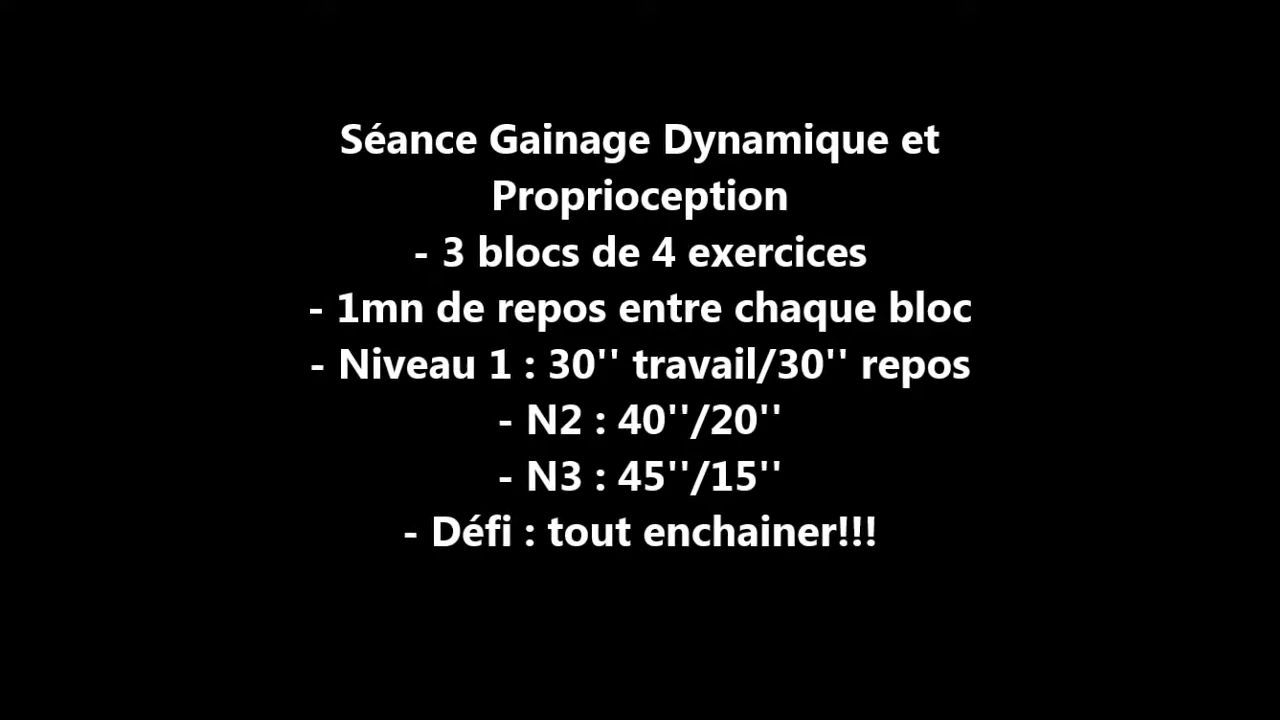 Séance Gainage Dynamique et
Proprioception
- 3 blocs de 4 exercices
- 1mn de repos entre chaque bloc
- Niveau 1 : 30'' travail/30'' repos
- N2 : 40''/20''
- N3 : 45''/15''
- Défi : tout enchainer!!!